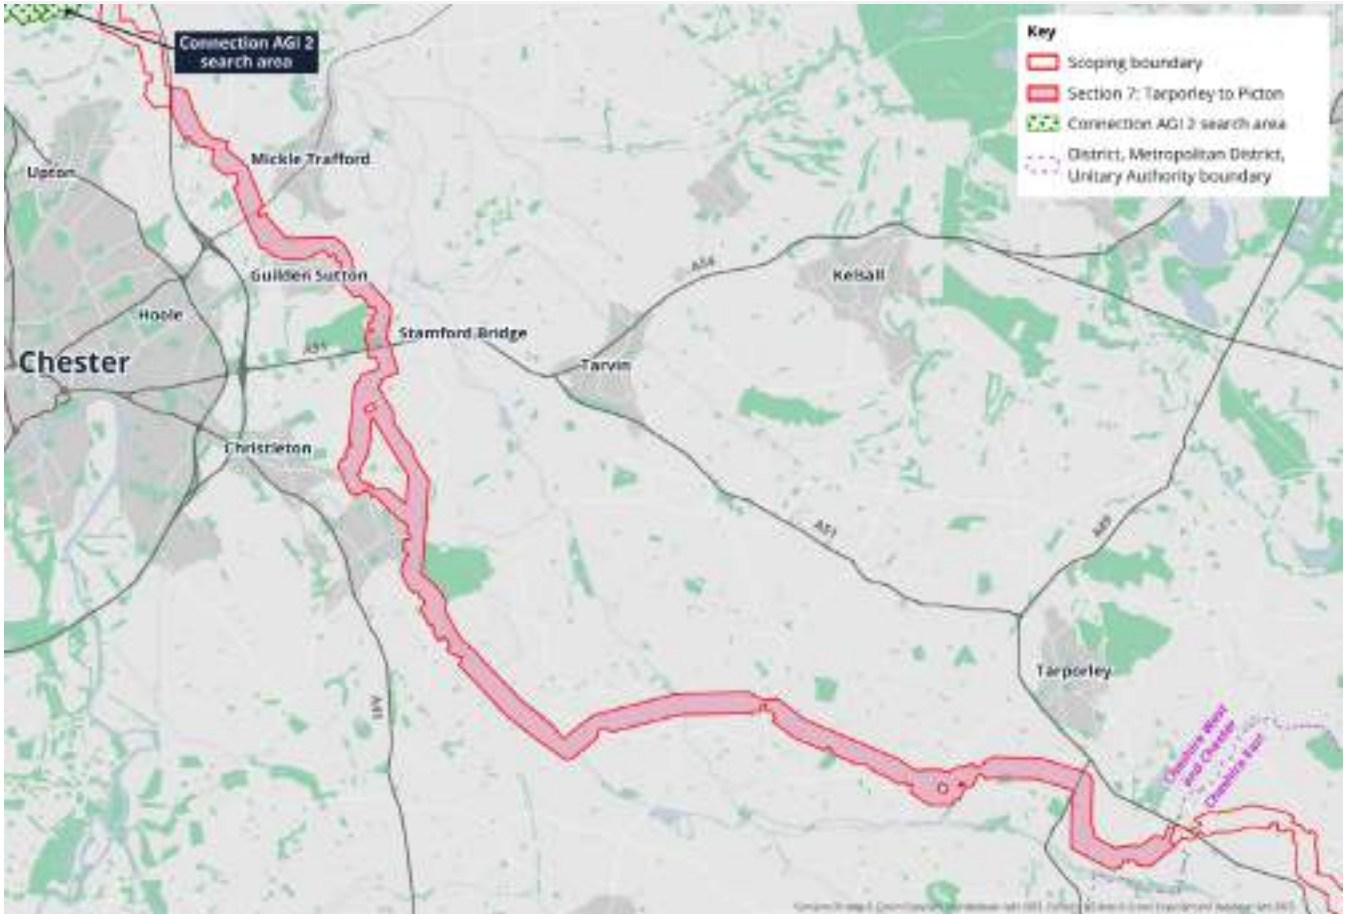 Connection AGI 2
search area
Key
Scoping boundary
Section 7: Tarporley to Picton
Connection AGI 2 search area
District, Metropolitan District,
Unitary Authority boundary
Mickle Trafford
Upton
Guilden Sutton
A54
Kelsall
Hoole
Stamford Bridge
A51
Chester
Tarvin
Christleton
A51
A49
Tarporley
A41
Cheshire West
and Chester
Cheshire East